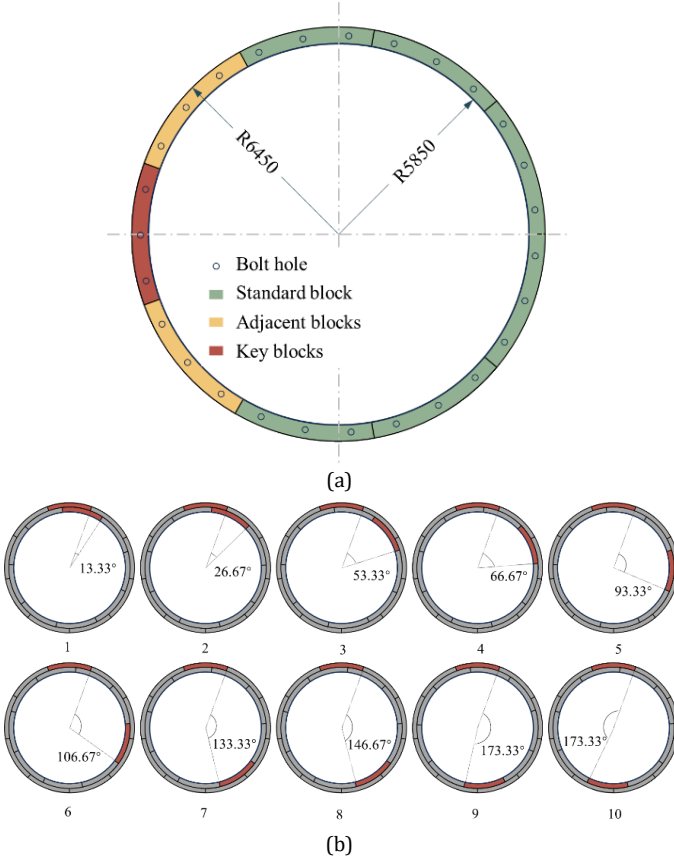 R6450
R5850
Bolt hole
Standard block
Adjacent blocks
Key blocks
(a)
13.33°
26.67°
53.33°
66.67°
93.33°
1
2
3
4
5
106.67°
133.33°
146.67°
173.33°
173.33°
6
7
8
9
10
(b)